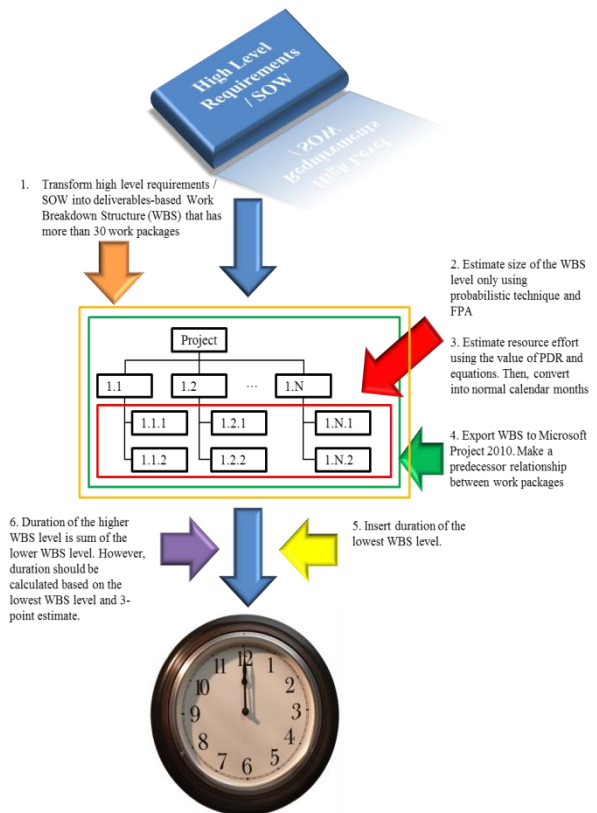 High Level
Requirements
/ SOW
High Level
Requirements
/ SOW
1. Transform high level requirements /
SOW into deliverables-based Work
Breakdown Structure (WBS) that has
more than 30 work packages
2. Estimate size of the WBS
level only using
probabilistic technique and
FPA
3. Estimate resource effort
using the value of PDR and
equations. Then, convert
into normal calendar months
4. Export WBS to Microsoft
Project 2010. Make a
predecessor relationship
between work packages
Project
1.1 1.2 ... 1.N
1.1.1 1.2.1 1.N.1
1.1.2 1.2.2 1.N.2
6. Duration of the higher
WBS level is sum of the
lower WBS level. However,
duration should be
calculated based on the
lowest WBS level and 3-
point estimate.
5. Insert duration of the
lowest WBS level.
12
11 1
10 2
9 3
8 4
7 5
6